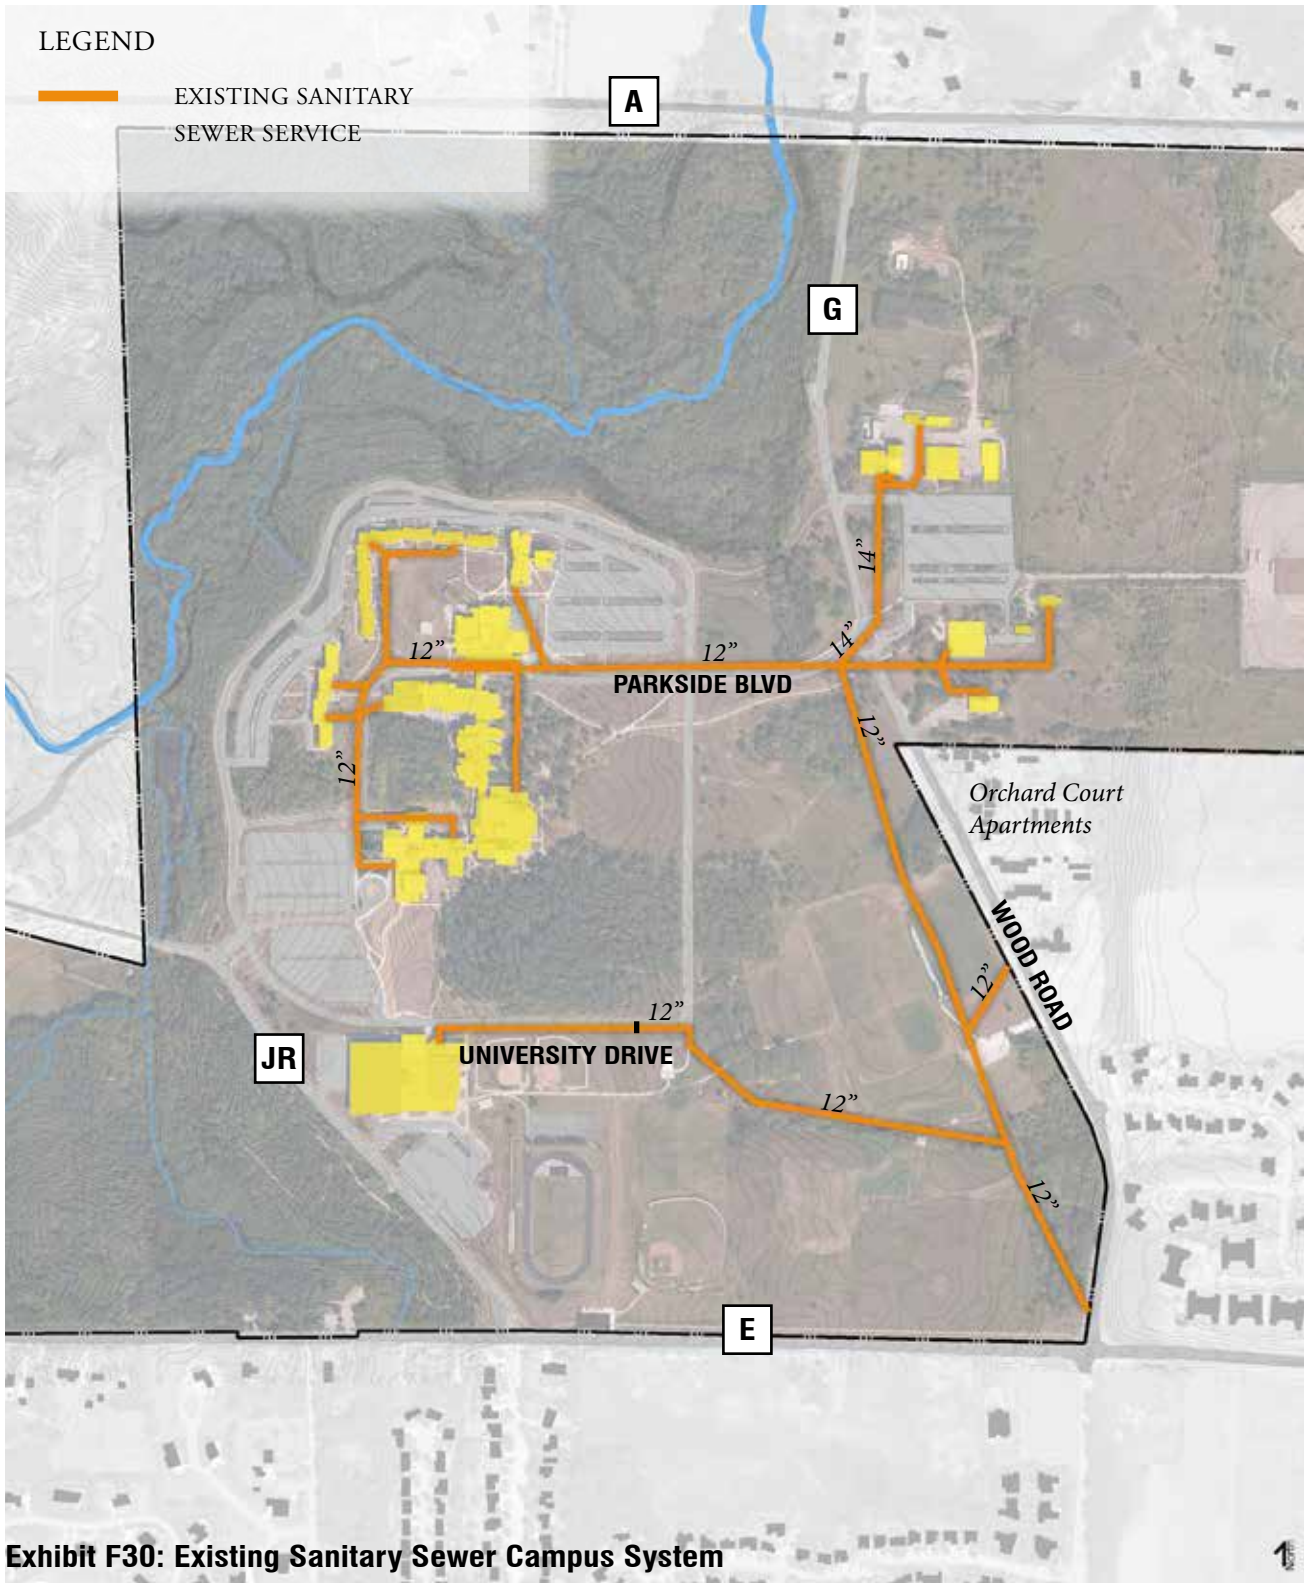 LEGEND
EXISTING SANITARY
SEWER SERVICE
A
G
14”
14”
12”
12”
PARKSIDE BLVD
12”
12”
Orchard Court
Apartments
WOOD ROAD
12”
12”
JR
UNIVERSITY DRIVE
12”
12”
E
Exhibit F30: Existing Sanitary Sewer Campus System